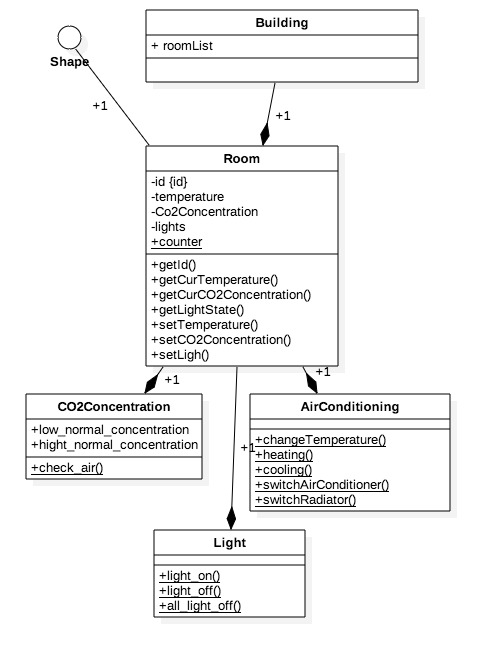 Building
+ roomList
Shape
+1
+1
Room
-id {id}
-temperature
-Co2Concentration
-lights
+counter
+getId()
+getCurTemperature()
+getCurCO2Concentration()
+getLightState()
+setTemperature()
+setCO2Concentration()
+setLigh()
+1
+1
CO2Concentration
+low_normal_concentration
+hight_normal_concentration
+check_air()
+1
AirConditioning
+changeTemperature()
+heating()
+cooling()
+switchAirConditioner()
+switchRadiator()
Light
+light_on()
+light_off()
+all_light_off()